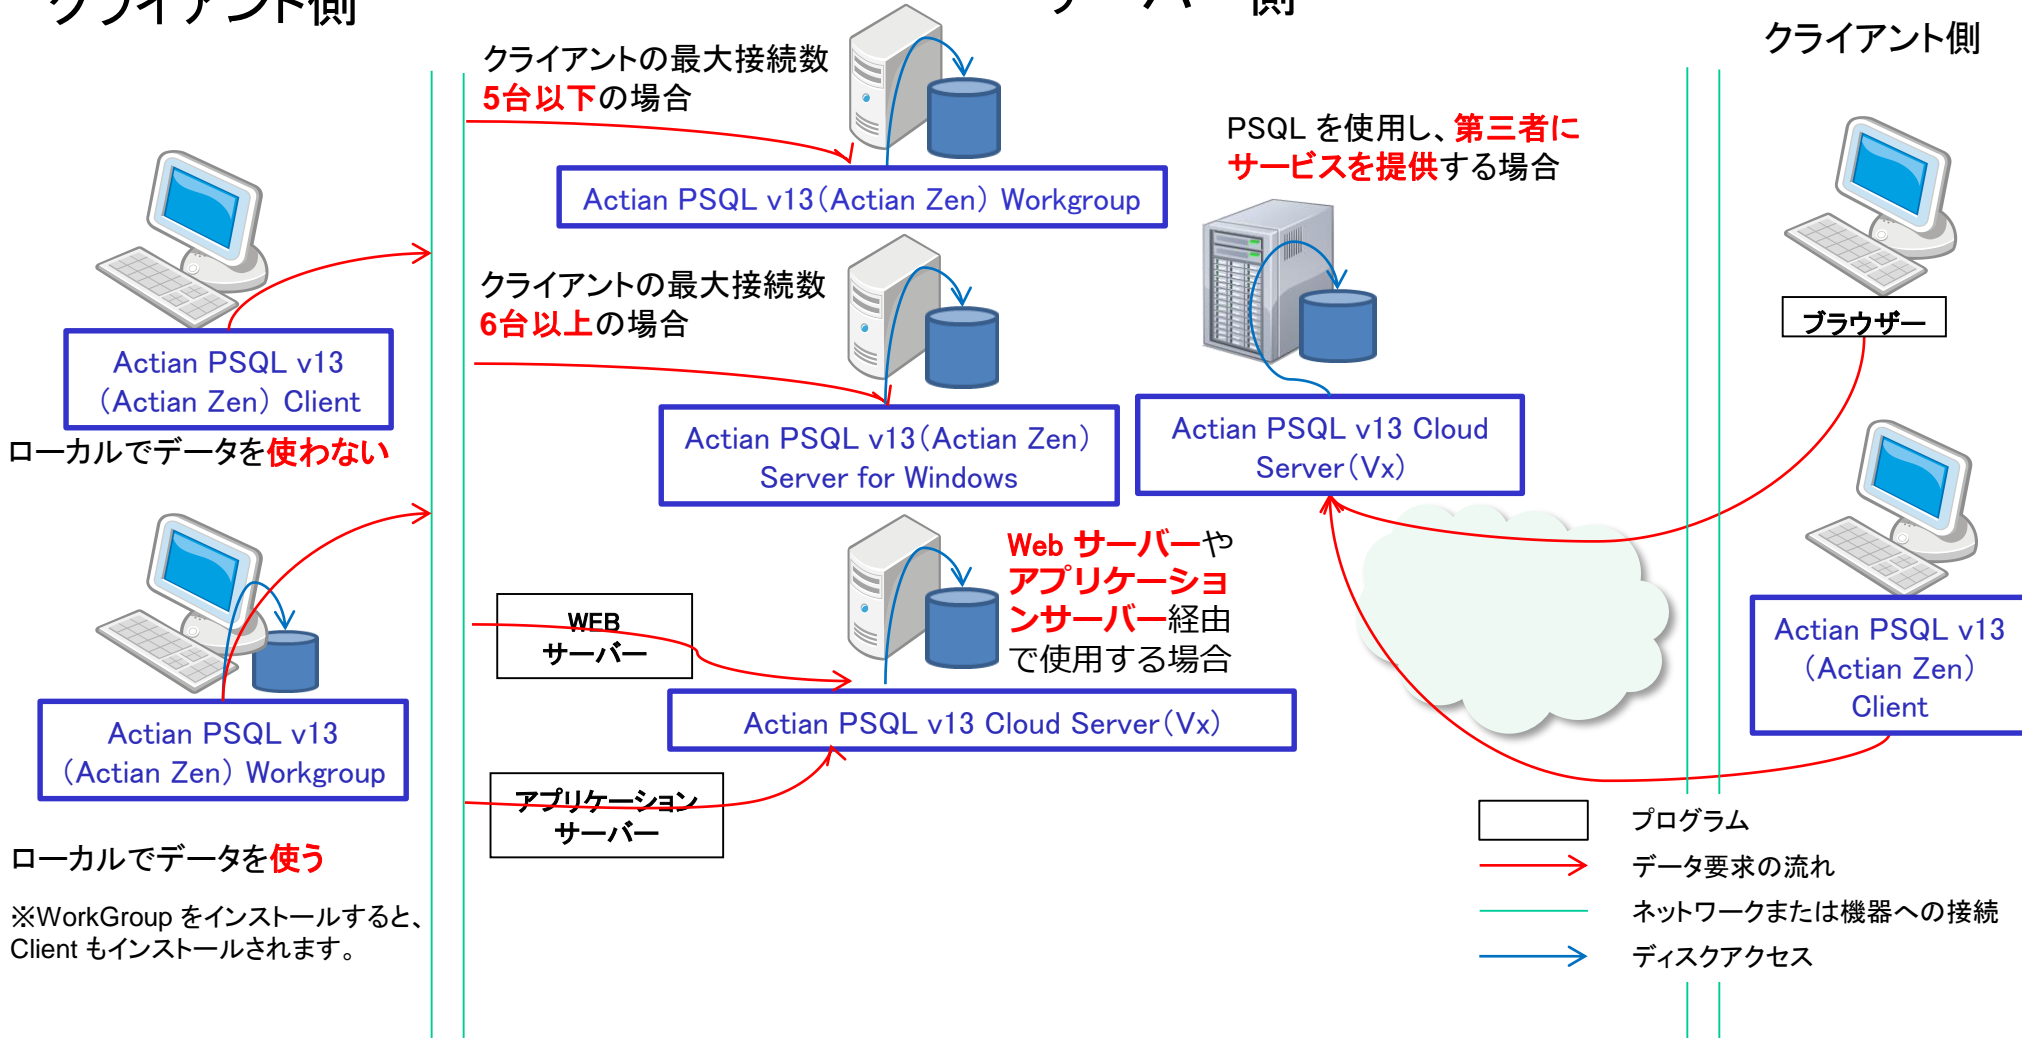 クライアント側
サーバー側
クライアント側
クライアントの最大接続数
5台以下の場合
Actian PSQL v13(Actian Zen) Workgroup
PSQL を使用し、第三者に
サービスを提供する場合
クライアントの最大接続数
6台以上の場合
ブラウザー
Actian PSQL v13
(Actian Zen) Client
ローカルでデータを使わない
Actian PSQL v13(Actian Zen)
Server for Windows
Actian PSQL v13 Cloud
Server(Vx)
Web サーバーや
アプリケーショ
ンサーバー経由
で使用する場合
WEB
サーバー
Actian PSQL v13
(Actian Zen)
Client
Actian PSQL v13 Cloud Server(Vx)
Actian PSQL v13
(Actian Zen) Workgroup
アプリケーション
サーバー
ローカルでデータを使う
※WorkGroup をインストールすると、
Client もインストールされます。
プログラム
データ要求の流れ
ネットワークまたは機器への接続
ディスクアクセス